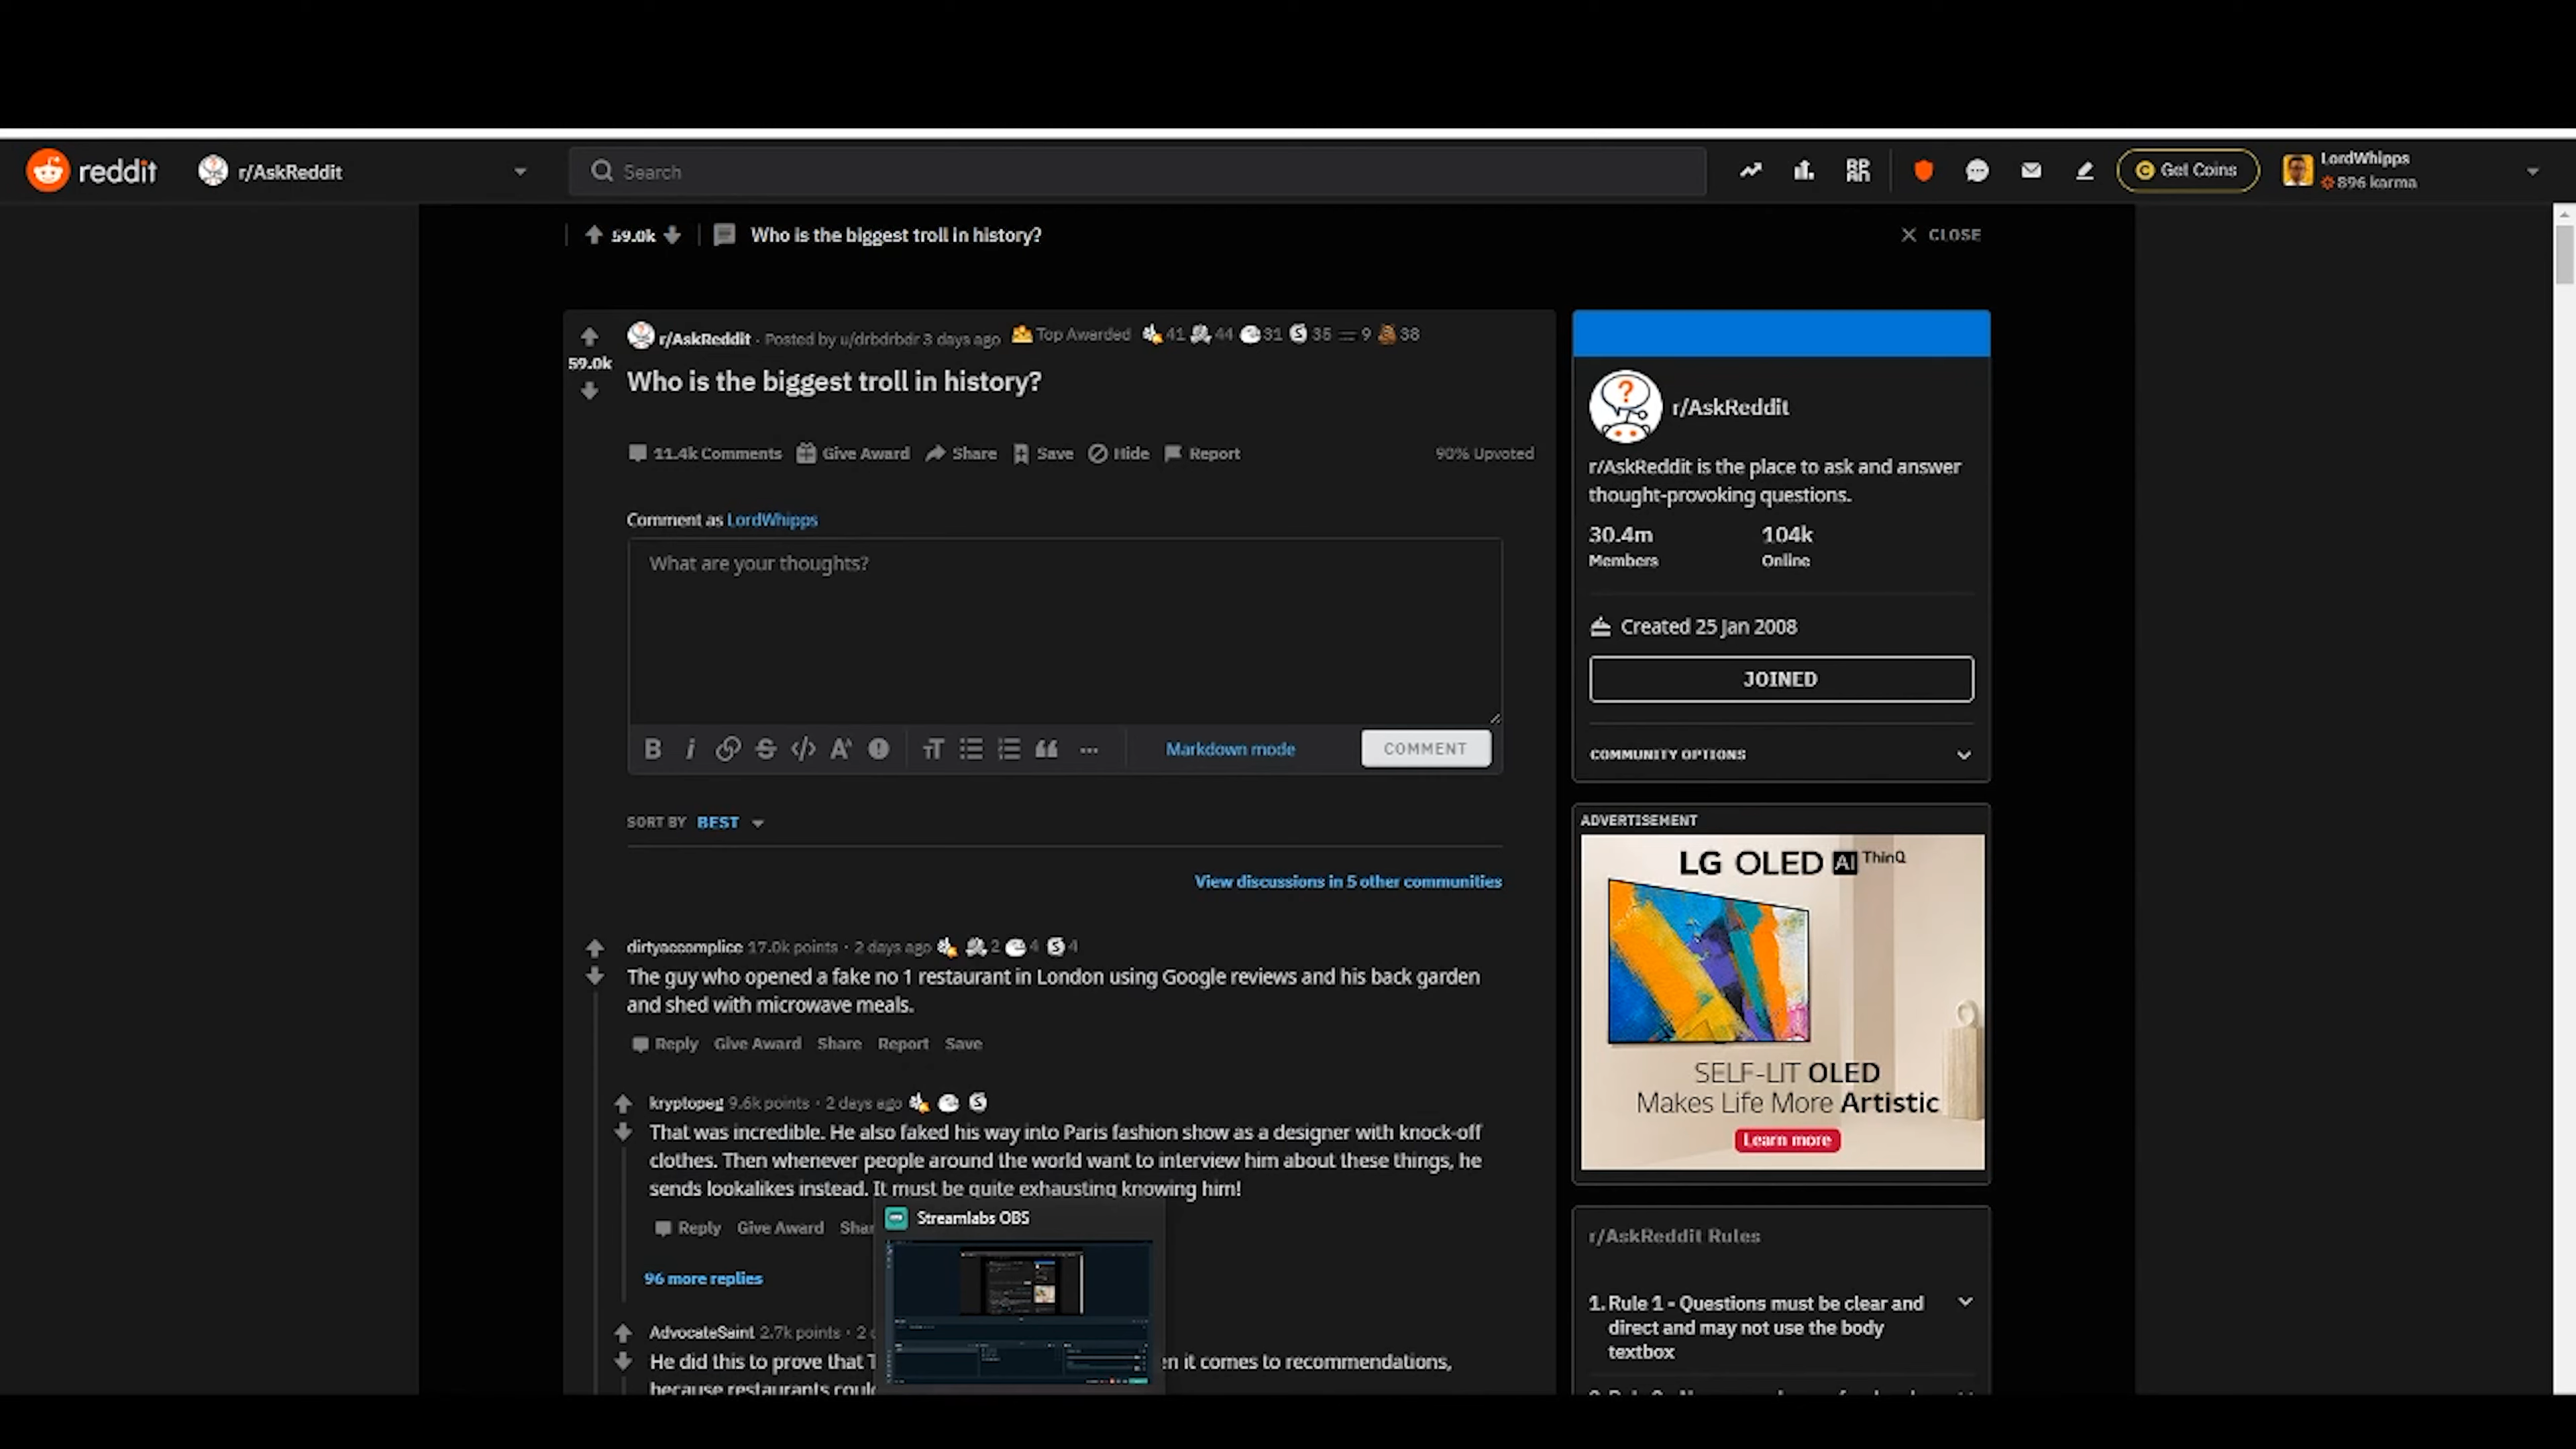 reddit
r/AskReddit
Search
Get Coins
LordWhipps
896 karma
59.0k
Who is the biggest troll in history?
CLOSE
r/AskReddit · Posted by u/drbdrbdr 3 days ago Top Awarded 41 44 31 35 9 38
59.0k
Who is the biggest troll in history?
11.4k Comments Give Award Share Save Hide Report 90% Upvoted
Comment as LordWhipps
What are your thoughts?
Markdown mode
COMMENT
SORT BY BEST
View discussions in 5 other communities
dirtyaccomplice 17.0k points · 2 days ago 2 4 4
The guy who opened a fake no 1 restaurant in London using Google reviews and his back garden
and shed with microwave meals.
Reply Give Award Share Report Save
kryptopeg 9.6k points · 2 days ago
That was incredible. He also faked his way into Paris fashion show as a designer with knock-off
clothes. Then whenever people around the world want to interview him about these things, he
sends lookalikes instead. It must be quite exhausting knowing him!
Reply Give Award
Streamlabs OBS
96 more replies
AdvocateSaint 2.7k points · 2
He did this to prove that it comes to recommendations,
because restaurants
r/AskReddit
r/AskReddit is the place to ask and answer
thought-provoking questions.
30.4m 104k
Members Online
Created 25 Jan 2008
JOINED
COMMUNITY OPTIONS
ADVERTISEMENT
LG OLED AI ThinQ
SELF-LIT OLED
Makes Life More Artistic
Learn more
r/AskReddit Rules
1. Rule 1 - Questions must be clear and
direct and may not use the body
textbox